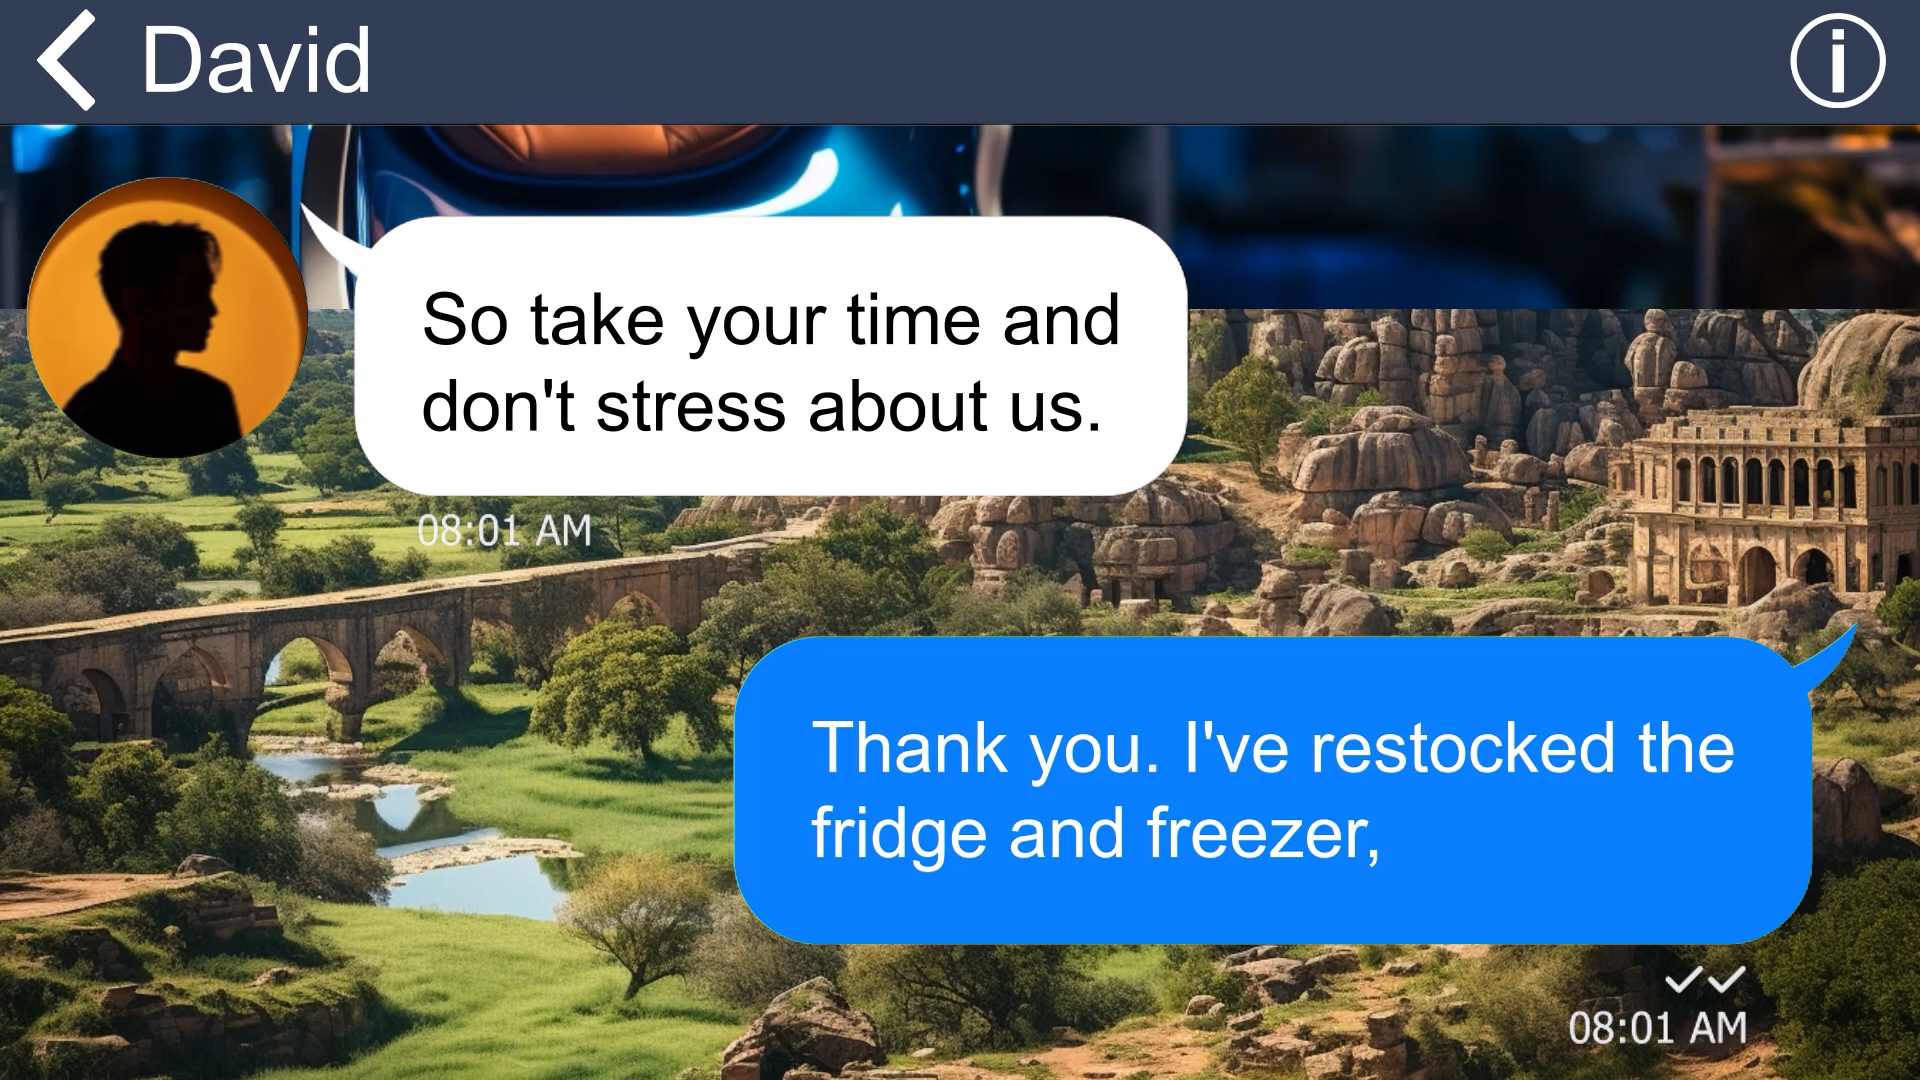 David
So take your time and
don't stress about us.
08:01 AM
Thank you. I've restocked the
fridge and freezer,
08:01 AM